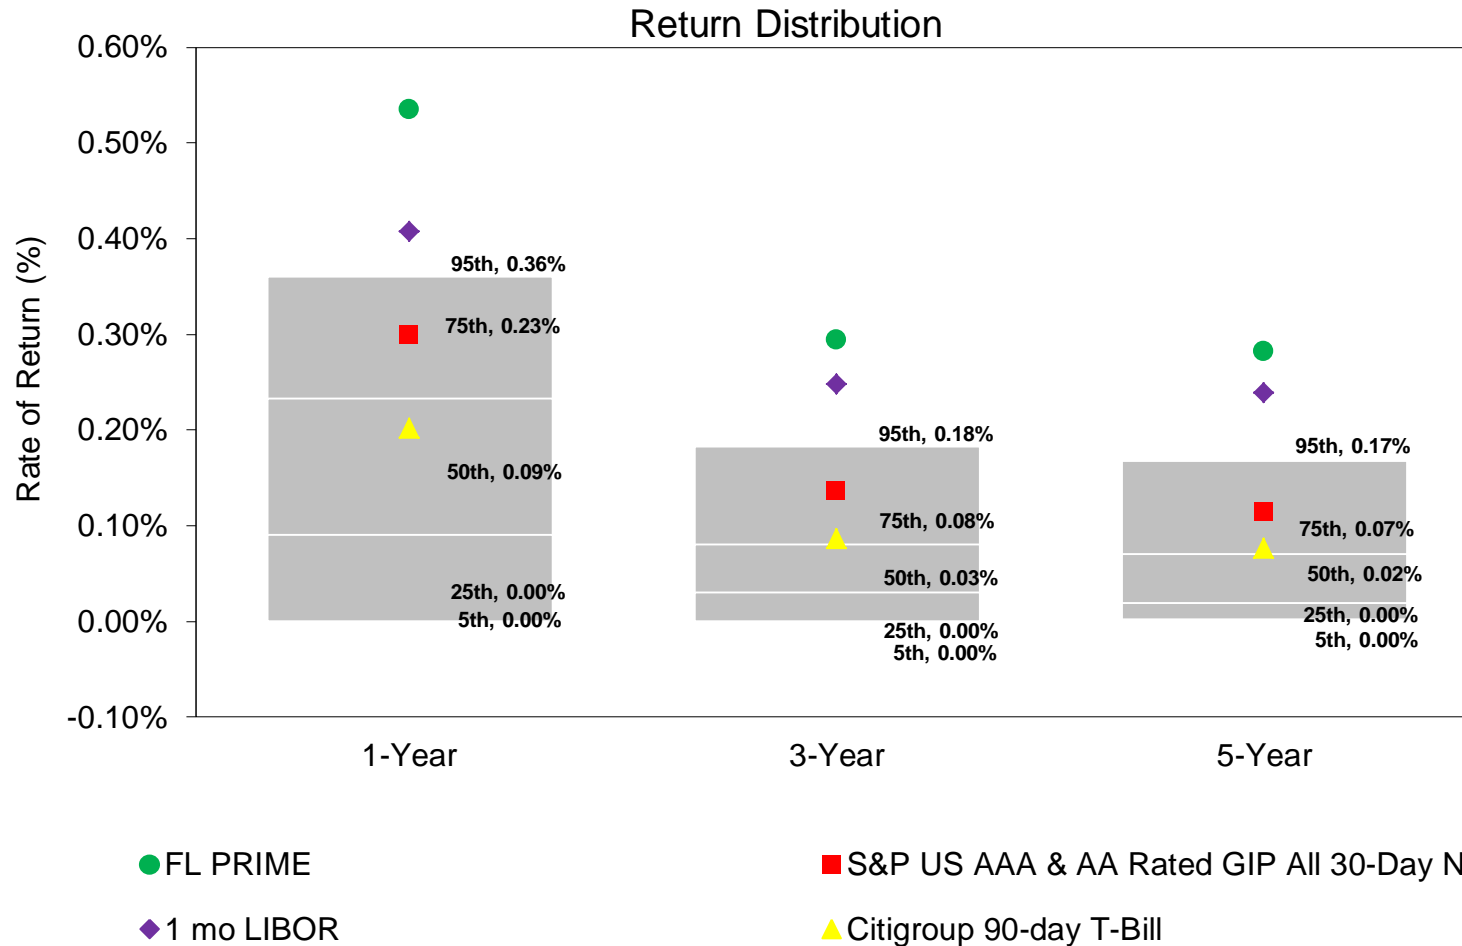 Return Distribution
0.60%
0.50%
0.40%
0.30%
0.20%
0.10%
0.00%
-0.10%
Rate of Return (%)
95th, 0.36%
75th, 0.23%
50th, 0.09%
25th, 0.00%
5th, 0.00%
95th, 0.18%
75th, 0.08%
50th, 0.03%
25th, 0.00%
5th, 0.00%
95th, 0.17%
75th, 0.07%
50th, 0.02%
25th, 0.00%
5th, 0.00%
1-Year
3-Year
5-Year
FL PRIME
S&P US AAA & AA Rated GIP All 30-Day N
1 mo LIBOR
Citigroup 90-day T-Bill